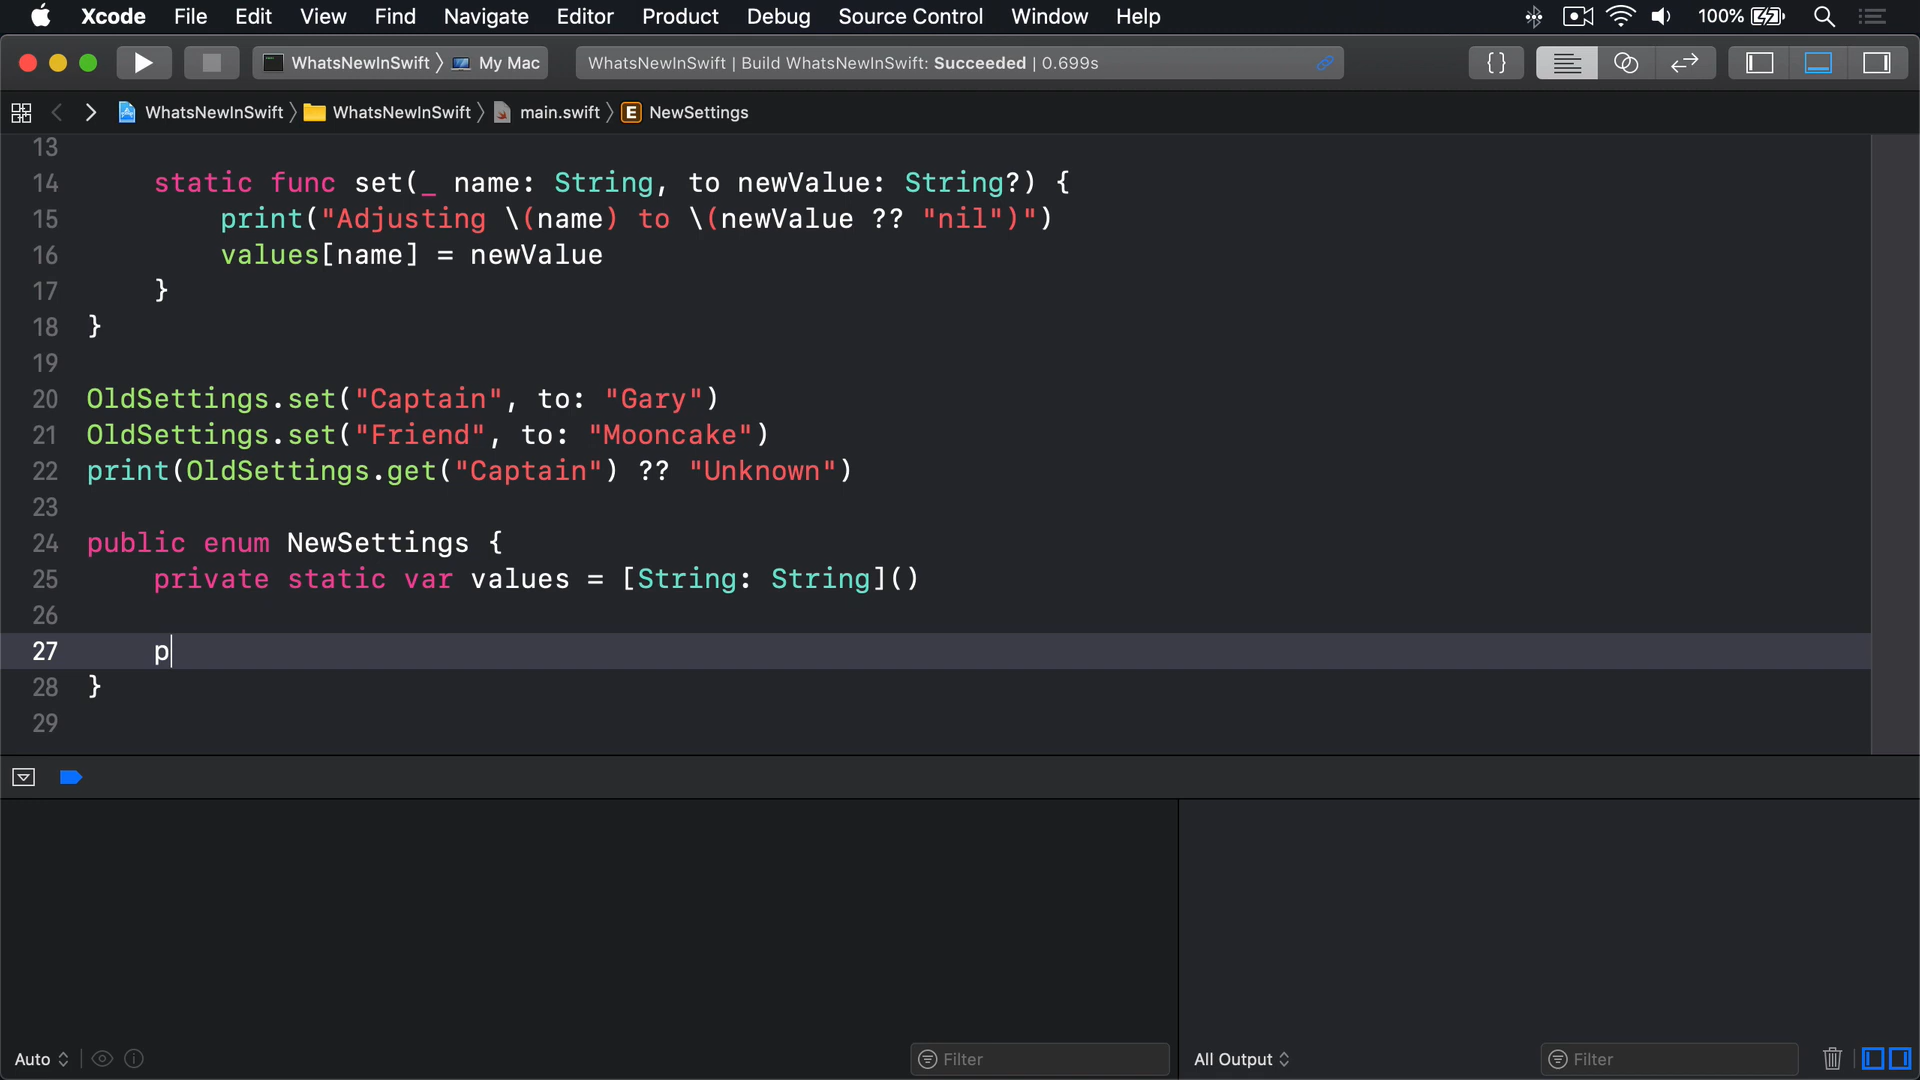 Xcode File Edit View Find Navigate Editor Product Debug Source Control Window Help 100%
WhatsNewInSwift My Mac WhatsNewInSwift | Build WhatsNewInSwift: Succeeded | 0.699s {}
WhatsNewInSwift WhatsNewInSwift main.swift E NewSettings
13
14 static func set(_ name: String, to newValue: String?) {
15 print("Adjusting \(name) to \(newValue ?? "nil")")
16 values[name] = newValue
17 }
18 }
19
20 OldSettings.set("Captain", to: "Gary")
21 OldSettings.set("Friend", to: "Mooncake")
22 print(OldSettings.get("Captain") ?? "Unknown")
23
24 public enum NewSettings {
25 private static var values = [String: String]()
26
27 p
28 }
29
Auto Filter All Output Filter